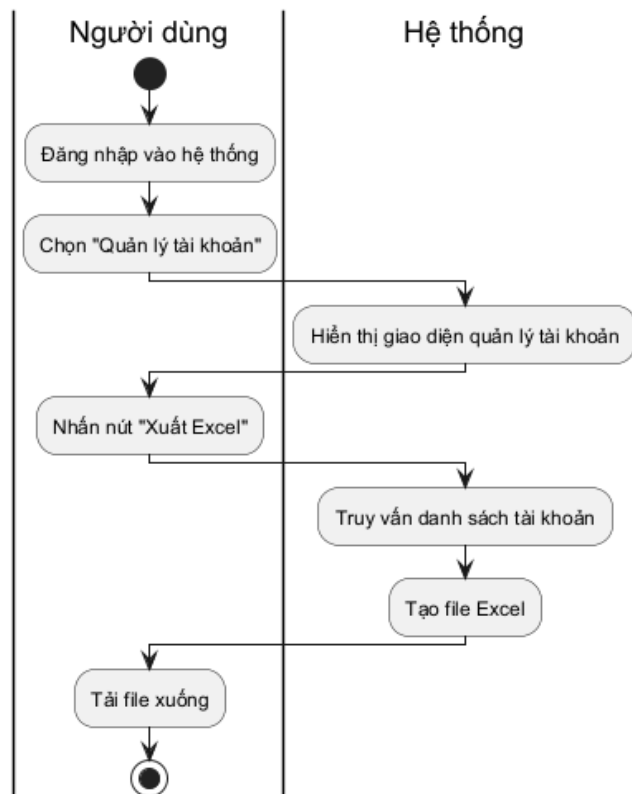 Người dùng
Hệ thống
Đăng nhập vào hệ thống
Chọn "Quản lý tài khoản"
Hiển thị giao diện quản lý tài khoản
Nhấn nút "Xuất Excel"
Truy vấn danh sách tài khoản
Tạo file Excel
Tải file xuống